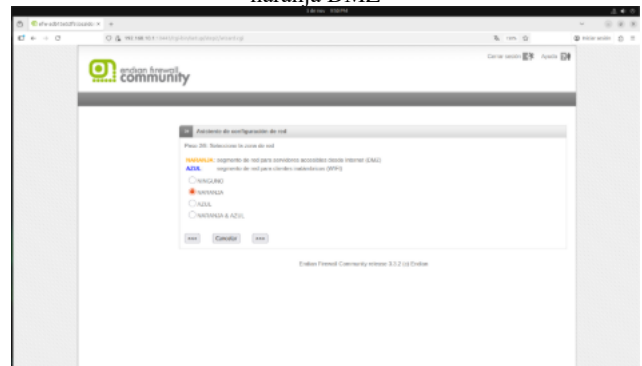 naranja DMZ
Cerrar sesión Ayuda
endian firewall
community
Asistente de configuración de red
Paso 2/8: Seleccione la zona de red
NARANJA: segmento de red para servidores accesibles desde Internet (DMZ)
AZUL: segmento de red para clientes inalámbricos (WIFI)
NINGUNO
NARANJA
AZUL
NARANJA & AZUL
<<< Cancelar >>>
Endian Firewall Community release 3.3.2 (c) Endian